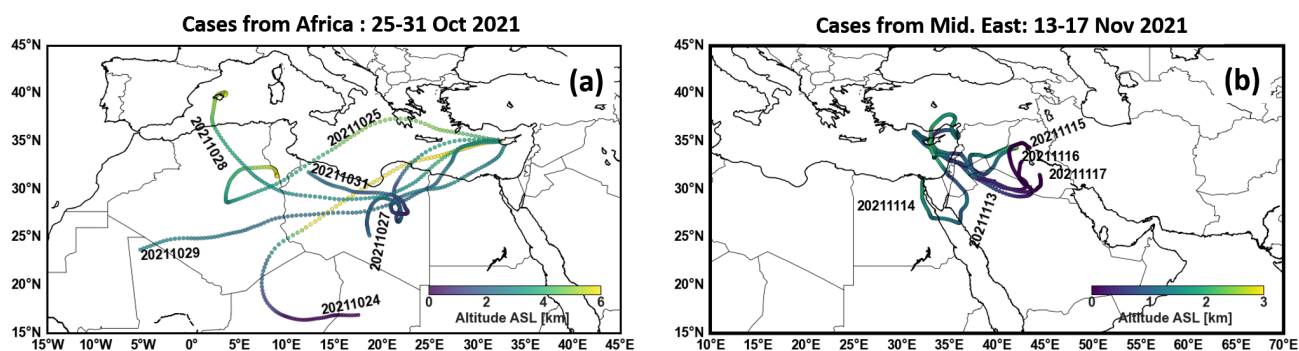 Cases from Africa : 25-31 Oct 2021
45°N
40°N
35°N
30°N
25°N
20°N
15°N
15°W 10°W 5°W 0° 5°E 10°E 15°E 20°E 25°E 30°E 35°E 40°E 45°E
(a)
20211025
20211028
20211031
20211027
20211029
20211024
0 2 4 6
Altitude ASL [km]
Cases from Mid. East: 13-17 Nov 2021
45°N
40°N
35°N
30°N
25°N
20°N
15°N
10°E 15°E 20°E 25°E 30°E 35°E 40°E 45°E 50°E 55°E 60°E 65°E 70°E
(b)
20211115
20211116
20211117
20211114
20211113
0 1 2 3
Altitude ASL [km]